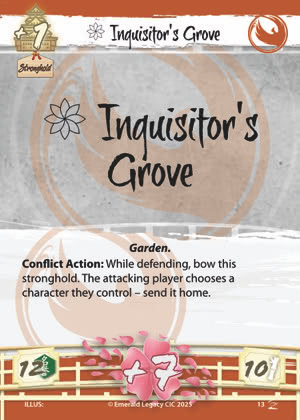 1
Inquisitor's Grove
Stronghold
Inquisitor's
Grove
Garden.
Conflict Action: While defending, bow this
stronghold. The attacking player chooses a
character they control – send it home.
12
+7
10
ILLUS:
© Emerald Legacy CIC 2025
13